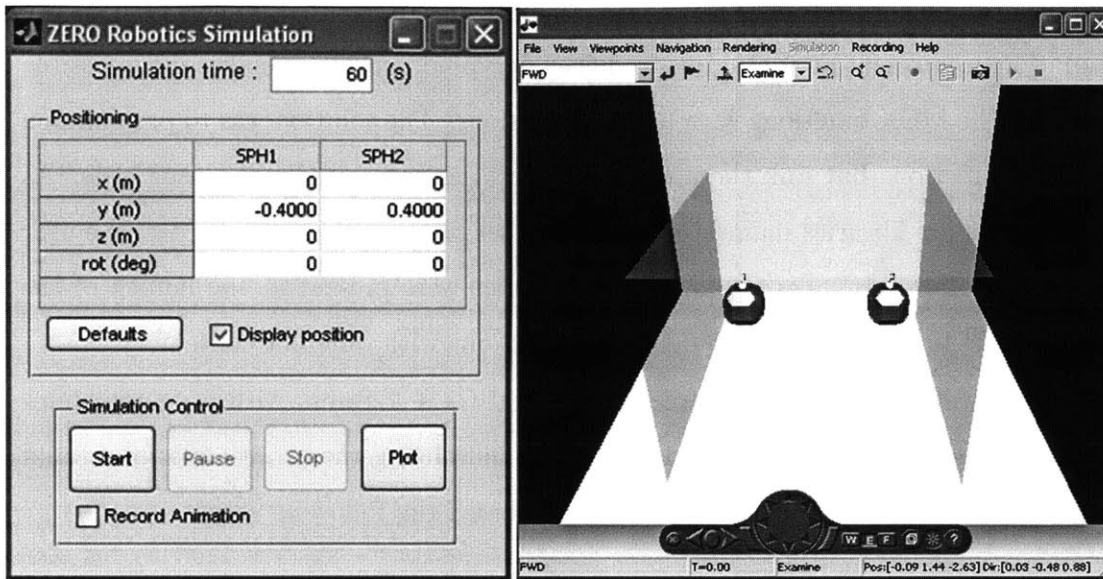 ZERO Robotics Simulation
Simulation time : 60 (s)
Positioning
SPH1 SPH2
x (m) 0 0
y (m) -0.4000 0.4000
z (m) 0 0
rot (deg) 0 0
Defaults Display position
Simulation Control
Start Pause Stop Plot
Record Animation
File View Viewpoints Navigation Rendering Simulation Recording Help
FWD Examine
1 2
W E F ?
FWD T=0.00 Examine Pos:[-0.09 1.44 -2.63] Dir:[0.03 -0.48 0.88]